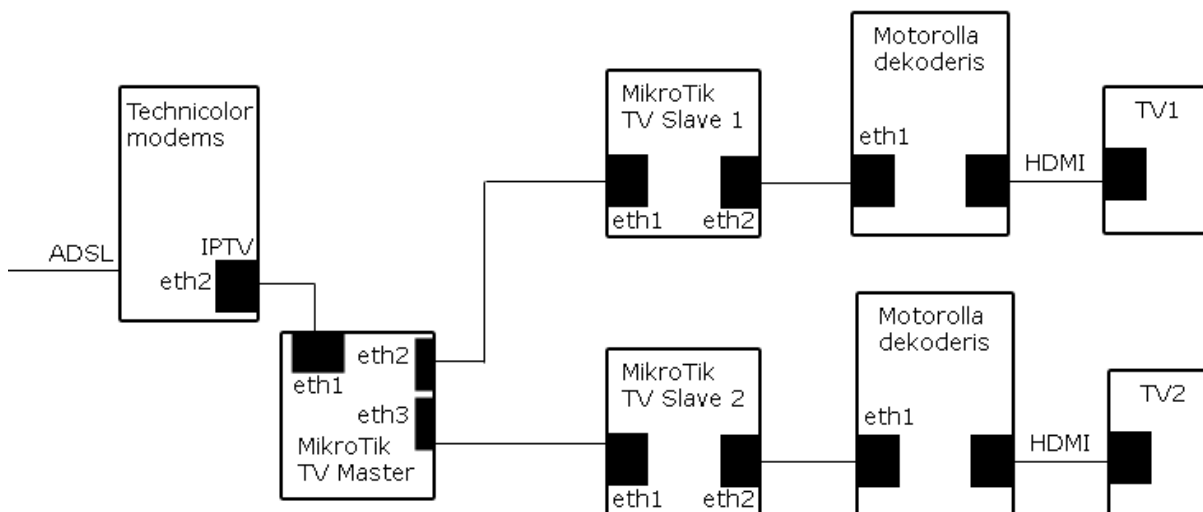 Technicolor
modems
ADSL
IPTV
eth2
eth1
eth2
eth3
MikroTik
TV Master
MikroTik
TV Slave 1
eth1
eth2
Motorolla
dekoderis
eth1
HDMI
TV1
MikroTik
TV Slave 2
eth1
eth2
Motorolla
dekoderis
eth1
HDMI
TV2